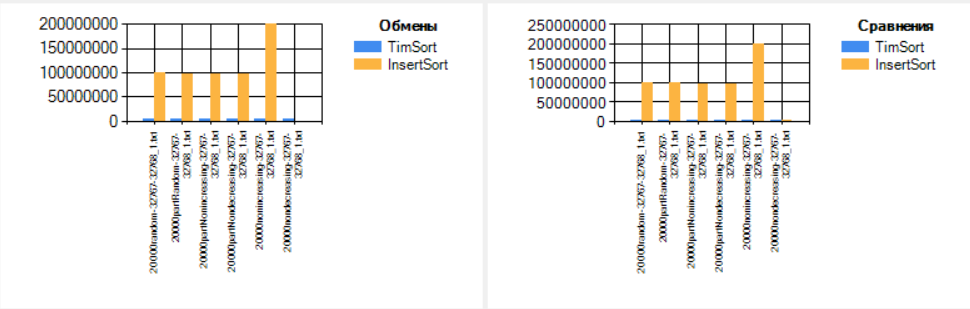 Обмены
TimSort
InsertSort
200000000
150000000
100000000
50000000
0
20000random-32767-32768_1.txt
20000partRandom-32767-
32768_1.txt
20000partNonincreasing-32767-
32768_1.txt
20000partNondecreasing-32767-
32768_1.txt
20000nonincreasing-32767-
32768_1.txt
20000nondecreasing-32767-
32768_1.txt
Сравнения
TimSort
InsertSort
250000000
200000000
150000000
100000000
50000000
0
20000random-32767-32768_1.txt
20000partRandom-32767-
32768_1.txt
20000partNonincreasing-32767-
32768_1.txt
20000partNondecreasing-32767-
32768_1.txt
20000nonincreasing-32767-
32768_1.txt
20000nondecreasing-32767-
32768_1.txt